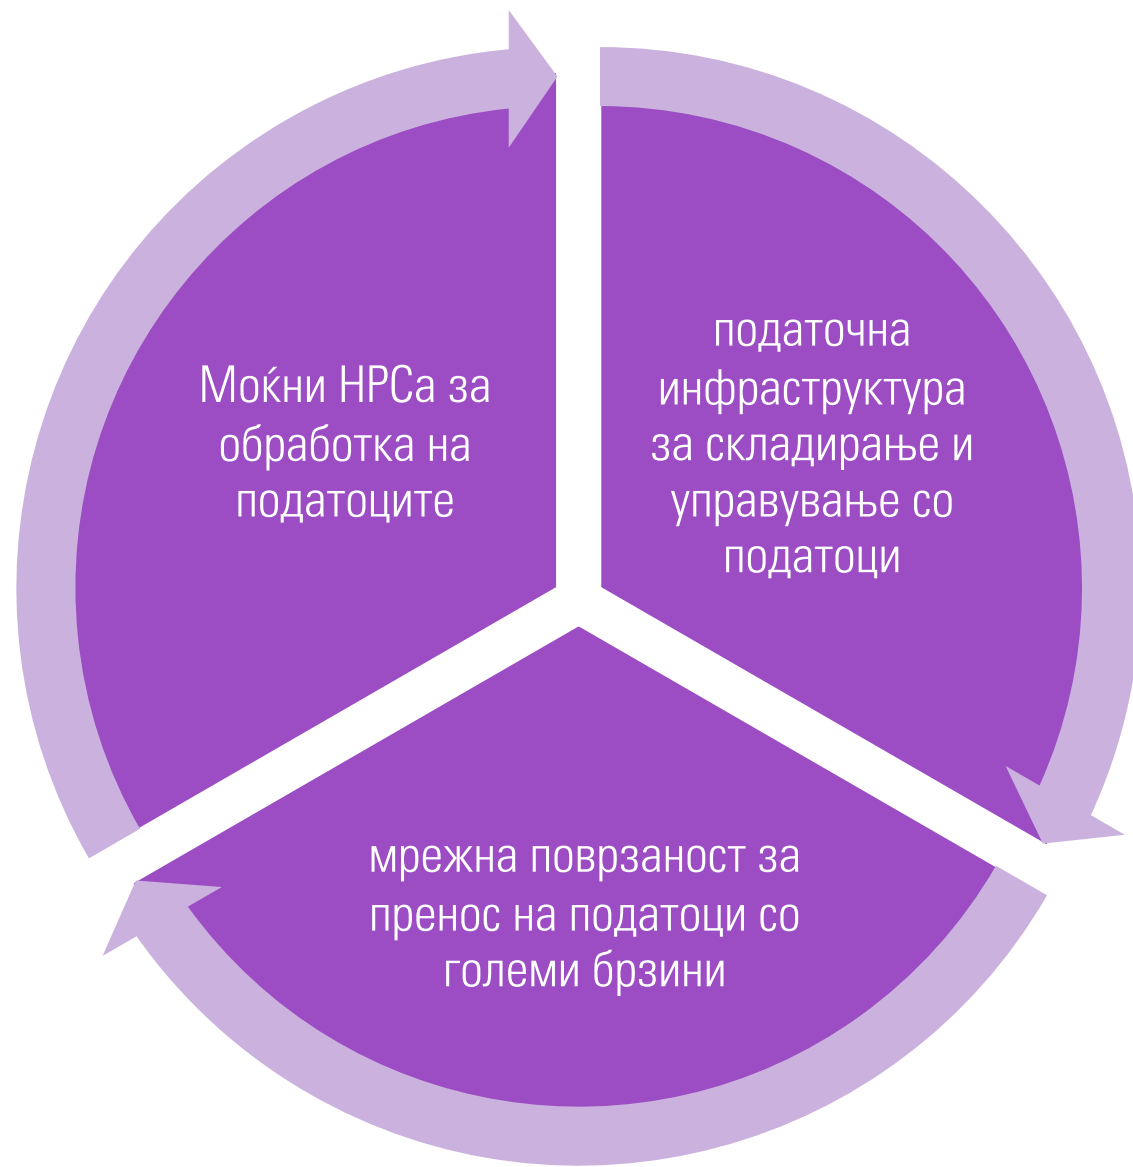 Моќни HPCа за
обработка на
податоците
податочна
инфраструктура
за складирање и
управување со
податоци
мрежна поврзаност за
пренос на податоци со
големи брзини